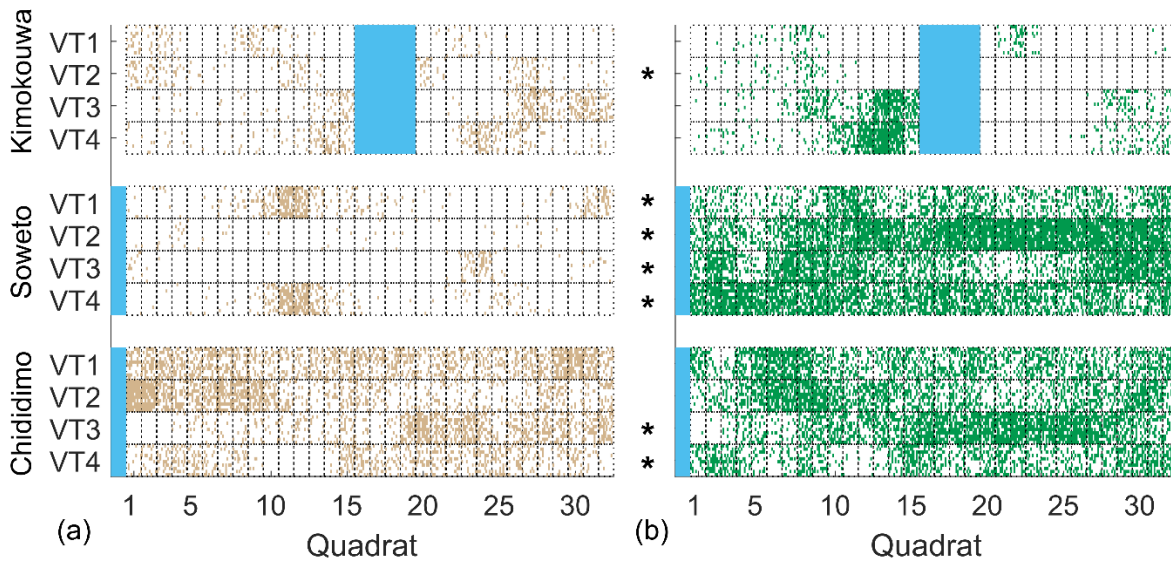 Kimokouwa
VT1
VT2
VT3
VT4
*
Soweto
VT1
VT2
VT3
VT4
*
*
*
*
Chididimo
VT1
VT2
VT3
VT4
*
*
1 5 10 15 20 25 30
1 5 10 15 20 25 30
(a) Quadrat
(b) Quadrat